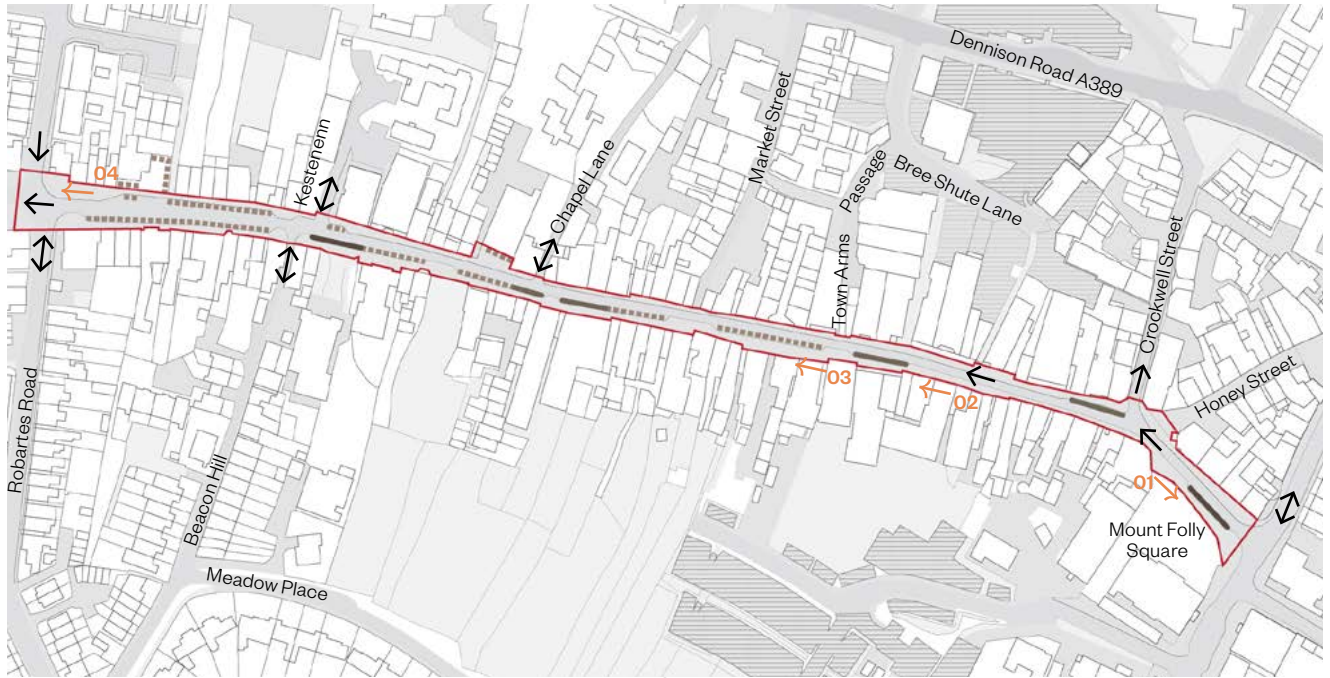 Dennison Road A389
Market Street
Passage
Town Arms
Bree Shute Lane
Crockwell Street
Honey Street
Kestenenn
Chapel Lane
04
03
02
01
Mount Folly
Square
Robartes Road
Beacon Hill
Meadow Place